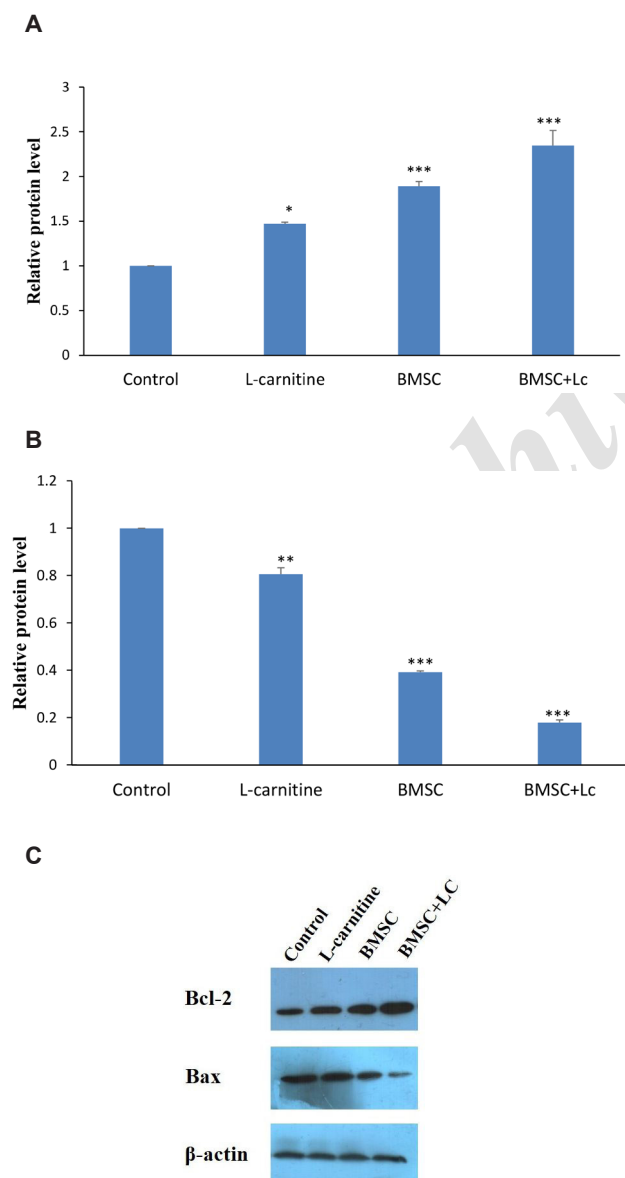 A
Relative protein level
3
2.5
2
1.5
1
0.5
0
*
***
***
Control L-carnitine BMSC BMSC+Lc
B
Relative protein level
1.2
1
0.8
0.6
0.4
0.2
0
**
***
***
Control L-carnitine BMSC BMSC+Lc
C
Control L-carnitine BMSC BMSC+LC
Bcl-2
Bax
β-actin